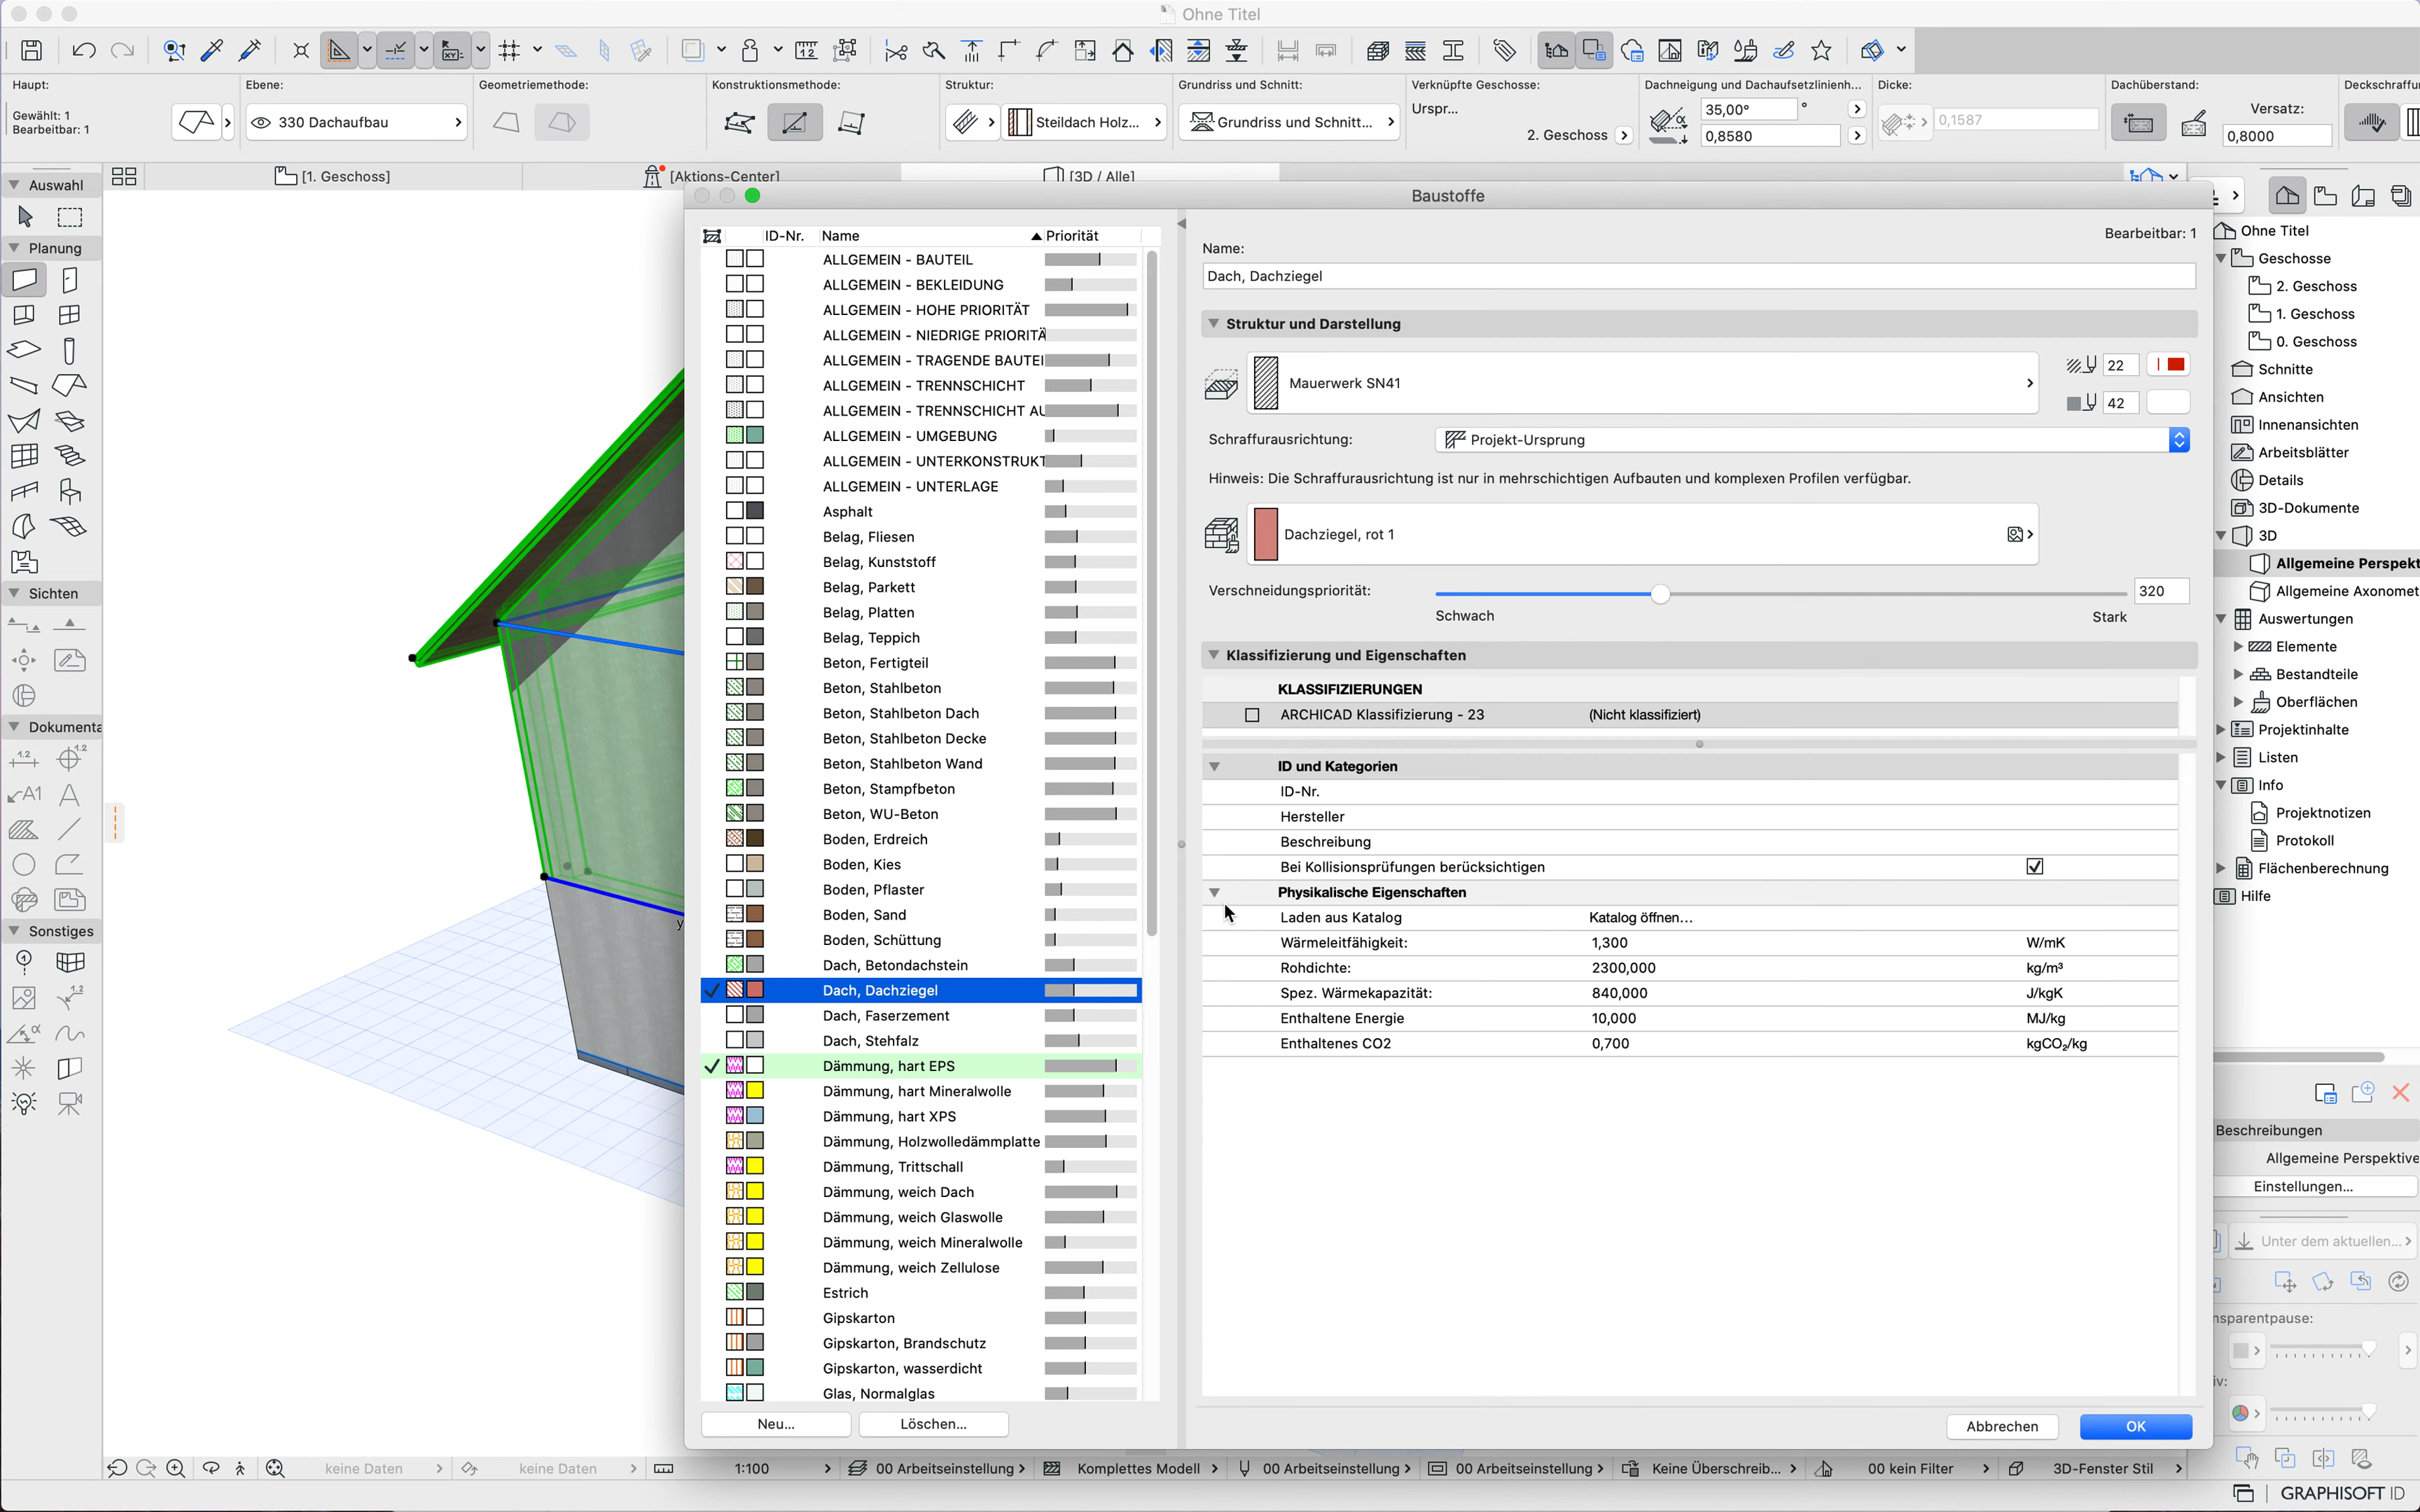 Ohne Titel
Haupt:
Gewählt: 1
Bearbeitbar: 1
Ebene:
330 Dachaufbau
Geometriemethode:
Konstruktionsmethode:
Struktur:
Steildach Holz...
Grundriss und Schnitt:
Grundriss und Schnitt...
Verknüpfte Geschosse:
Urspr...
2. Geschoss
Dachneigung und Dachaufsetzlinienh...
35,00°
°
0,8580
Dicke:
0,1587
Dachüberstand:
Versatz:
0,8000
Deckschraffu
[1. Geschoss]
[Aktions-Center]
[3D / Alle]
Auswahl
Planung
Sichten
Dokumenta
Sonstiges
Baustoffe
ID-Nr.
Name
Priorität
ALLGEMEIN - BAUTEIL
ALLGEMEIN - BEKLEIDUNG
ALLGEMEIN - HOHE PRIORITÄT
ALLGEMEIN - NIEDRIGE PRIORITÄ
ALLGEMEIN - TRAGENDE BAUTEI
ALLGEMEIN - TRENNSCHICHT
ALLGEMEIN - TRENNSCHICHT AU
ALLGEMEIN - UMGEBUNG
ALLGEMEIN - UNTERKONSTRUKT
ALLGEMEIN - UNTERLAGE
Asphalt
Belag, Fliesen
Belag, Kunststoff
Belag, Parkett
Belag, Platten
Belag, Teppich
Beton, Fertigteil
Beton, Stahlbeton
Beton, Stahlbeton Dach
Beton, Stahlbeton Decke
Beton, Stahlbeton Wand
Beton, Stampfbeton
Beton, WU-Beton
Boden, Erdreich
Boden, Kies
Boden, Pflaster
Boden, Sand
Boden, Schüttung
Dach, Betondachstein
Dach, Dachziegel
Dach, Faserzement
Dach, Stehfalz
Dämmung, hart EPS
Dämmung, hart Mineralwolle
Dämmung, hart XPS
Dämmung, Holzwolledämmplatte
Dämmung, Trittschall
Dämmung, weich Dach
Dämmung, weich Glaswolle
Dämmung, weich Mineralwolle
Dämmung, weich Zellulose
Estrich
Gipskarton
Gipskarton, Brandschutz
Gipskarton, wasserdicht
Glas, Normalglas
Neu...
Löschen...
Bearbeitbar: 1
Name:
Dach, Dachziegel
Struktur und Darstellung
Mauerwerk SN41
22
42
Schraffurausrichtung:
Projekt-Ursprung
Hinweis: Die Schraffurausrichtung ist nur in mehrschichtigen Aufbauten und komplexen Profilen verfügbar.
Dachziegel, rot 1
Verschneidungspriorität:
320
Schwach
Stark
Klassifizierung und Eigenschaften
KLASSIFIZIERUNGEN
ARCHICAD Klassifizierung - 23
(Nicht klassifiziert)
ID und Kategorien
ID-Nr.
Hersteller
Beschreibung
Bei Kollisionsprüfungen berücksichtigen
Physikalische Eigenschaften
Laden aus Katalog
Katalog öffnen...
Wärmeleitfähigkeit:
1,300
W/mK
Rohdichte:
2300,000
kg/m³
Spez. Wärmekapazität:
840,000
J/kgK
Enthaltene Energie
10,000
MJ/kg
Enthaltenes CO2
0,700
kgCO₂/kg
Abbrechen
OK
Ohne Titel
Geschosse
2. Geschoss
1. Geschoss
0. Geschoss
Schnitte
Ansichten
Innenansichten
Arbeitsblätter
Details
3D-Dokumente
3D
Allgemeine Perspekt
Allgemeine Axonomet
Auswertungen
Elemente
Bestandteile
Oberflächen
Projektinhalte
Listen
Info
Projektnotizen
Protokoll
Flächenberechnung
Hilfe
Beschreibungen
Allgemeine Perspektive
Einstellungen...
Unter dem aktuellen...
nsparentpause:
iv:
y
keine Daten
keine Daten
1:100
00 Arbeitseinstellung
Komplettes Modell
00 Arbeitseinstellung
00 Arbeitseinstellung
Keine Überschreib...
00 kein Filter
3D-Fenster Stil
GRAPHISOFT ID